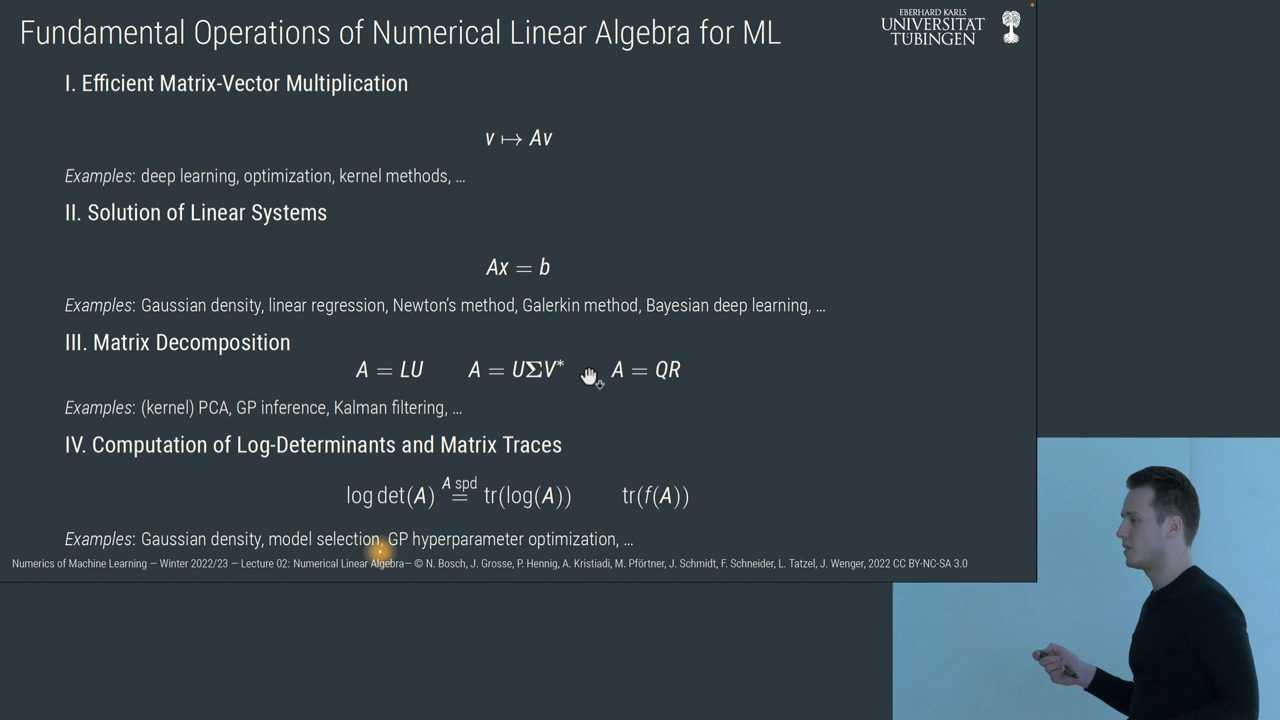 Fundamental Operations of Numerical Linear Algebra for ML
EBERHARD KARLS
UNIVERSITÄT
TÜBINGEN
I. Efficient Matrix-Vector Multiplication
v ↦ Av
Examples: deep learning, optimization, kernel methods, ...
II. Solution of Linear Systems
Ax = b
Examples: Gaussian density, linear regression, Newton's method, Galerkin method, Bayesian deep learning, ...
III. Matrix Decomposition
A = LU A = UΣV* A = QR
Examples: (kernel) PCA, GP inference, Kalman filtering, ...
IV. Computation of Log-Determinants and Matrix Traces
A spd
log det(A) = tr(log(A)) tr(f(A))
Examples: Gaussian density, model selection, GP hyperparameter optimization, ...
Numerics of Machine Learning — Winter 2022/23 — Lecture 02: Numerical Linear Algebra— © N. Bosch, J. Grosse, P. Hennig, A. Kristiadi, M. Pförtner, J. Schmidt, F. Schneider, L. Tatzel, J. Wenger, 2022 CC BY-NC-SA 3.0